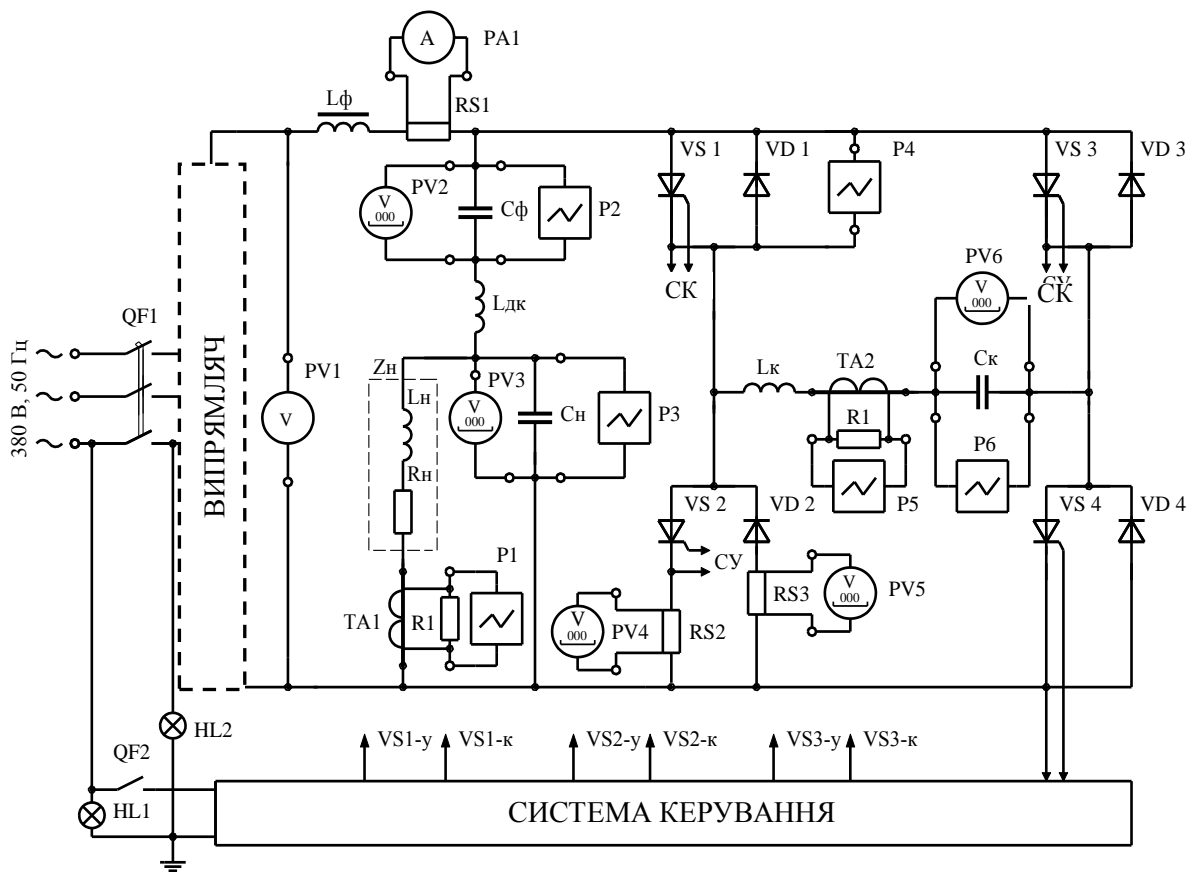 A
PA1
Lф
RS1
VS 1
VD 1
P4
VS 3
VD 3
PV2
V
000
Cф
P2
СК
PV6
V
000
СУ
СК
Lдк
QF1
380 В, 50 Гц
ВИПРЯМЛЯЧ
PV1
V
Zн
Lн
Rн
PV3
V
000
Cн
P3
Lк
TA2
Cк
R1
P5
P6
VS 2
VD 2
VS 4
VD 4
СУ
P1
TA1
R1
PV4
V
000
RS2
RS3
V
000
PV5
HL2
QF2
HL1
VS1-у
VS1-к
VS2-у
VS2-к
VS3-у
VS3-к
СИСТЕМА КЕРУВАННЯ